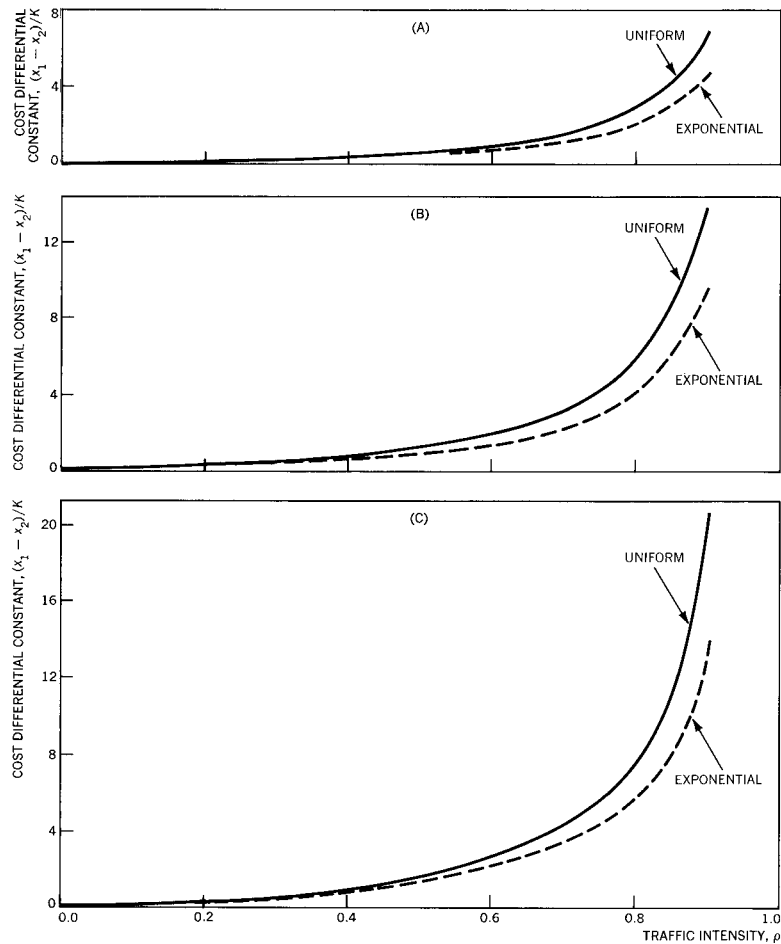 8
4
0
COST DIFFERENTIAL
CONSTANT, (x₁ − x₂)/K
(A)
UNIFORM
EXPONENTIAL
12
8
4
0
COST DIFFERENTIAL CONSTANT, (x₁ − x₂)/K
(B)
UNIFORM
EXPONENTIAL
20
16
12
8
4
0
COST DIFFERENTIAL CONSTANT, (x₁ − x₂)/K
(C)
UNIFORM
EXPONENTIAL
0.0 0.2 0.4 0.6 0.8 1.0
TRAFFIC INTENSITY, ρ